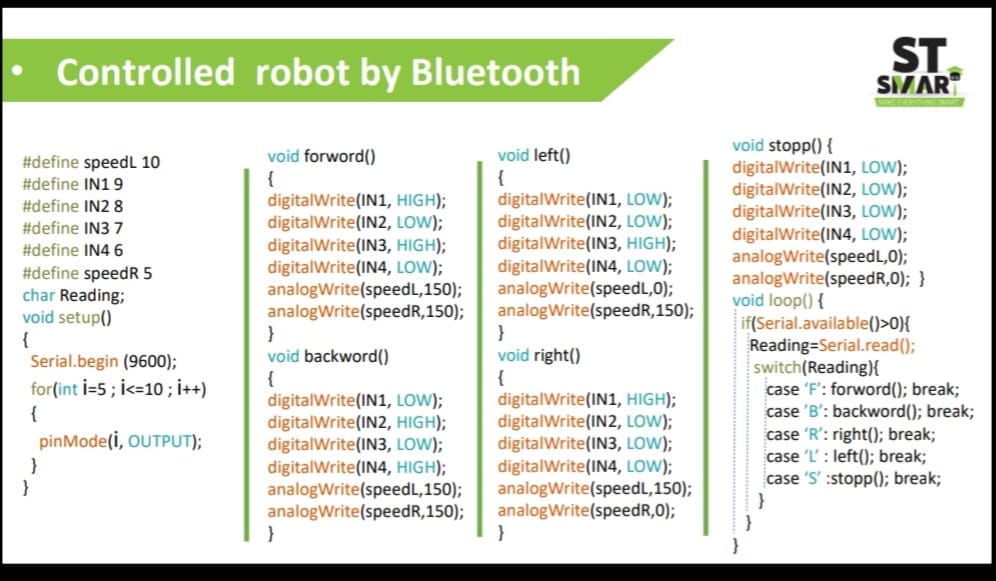 • Controlled robot by Bluetooth
ST
SMART
MAKE EVERYTHING SMART
#define speedL 10
#define IN1 9
#define IN2 8
#define IN3 7
#define IN4 6
#define speedR 5
char Reading;
void setup()
{
Serial.begin (9600);
for(int i=5 ; i<=10 ; i++)
{
pinMode(i, OUTPUT);
}
}
void forword()
{
digitalWrite(IN1, HIGH);
digitalWrite(IN2, LOW);
digitalWrite(IN3, HIGH);
digitalWrite(IN4, LOW);
analogWrite(speedL,150);
analogWrite(speedR,150);
}
void backword()
{
digitalWrite(IN1, LOW);
digitalWrite(IN2, HIGH);
digitalWrite(IN3, LOW);
digitalWrite(IN4, HIGH);
analogWrite(speedL,150);
analogWrite(speedR,150);
}
void left()
{
digitalWrite(IN1, LOW);
digitalWrite(IN2, LOW);
digitalWrite(IN3, HIGH);
digitalWrite(IN4, LOW);
analogWrite(speedL,0);
analogWrite(speedR,150);
}
void right()
{
digitalWrite(IN1, HIGH);
digitalWrite(IN2, LOW);
digitalWrite(IN3, LOW);
digitalWrite(IN4, LOW);
analogWrite(speedL,150);
analogWrite(speedR,0);
}
void stopp() {
digitalWrite(IN1, LOW);
digitalWrite(IN2, LOW);
digitalWrite(IN3, LOW);
digitalWrite(IN4, LOW);
analogWrite(speedL,0);
analogWrite(speedR,0); }
void loop() {
if(Serial.available()>0){
Reading=Serial.read();
switch(Reading){
case ‘F’: forword(); break;
case ‘B’: backword(); break;
case ‘R’: right(); break;
case ‘L’ : left(); break;
case ‘S’ :stopp(); break;
}
}
}